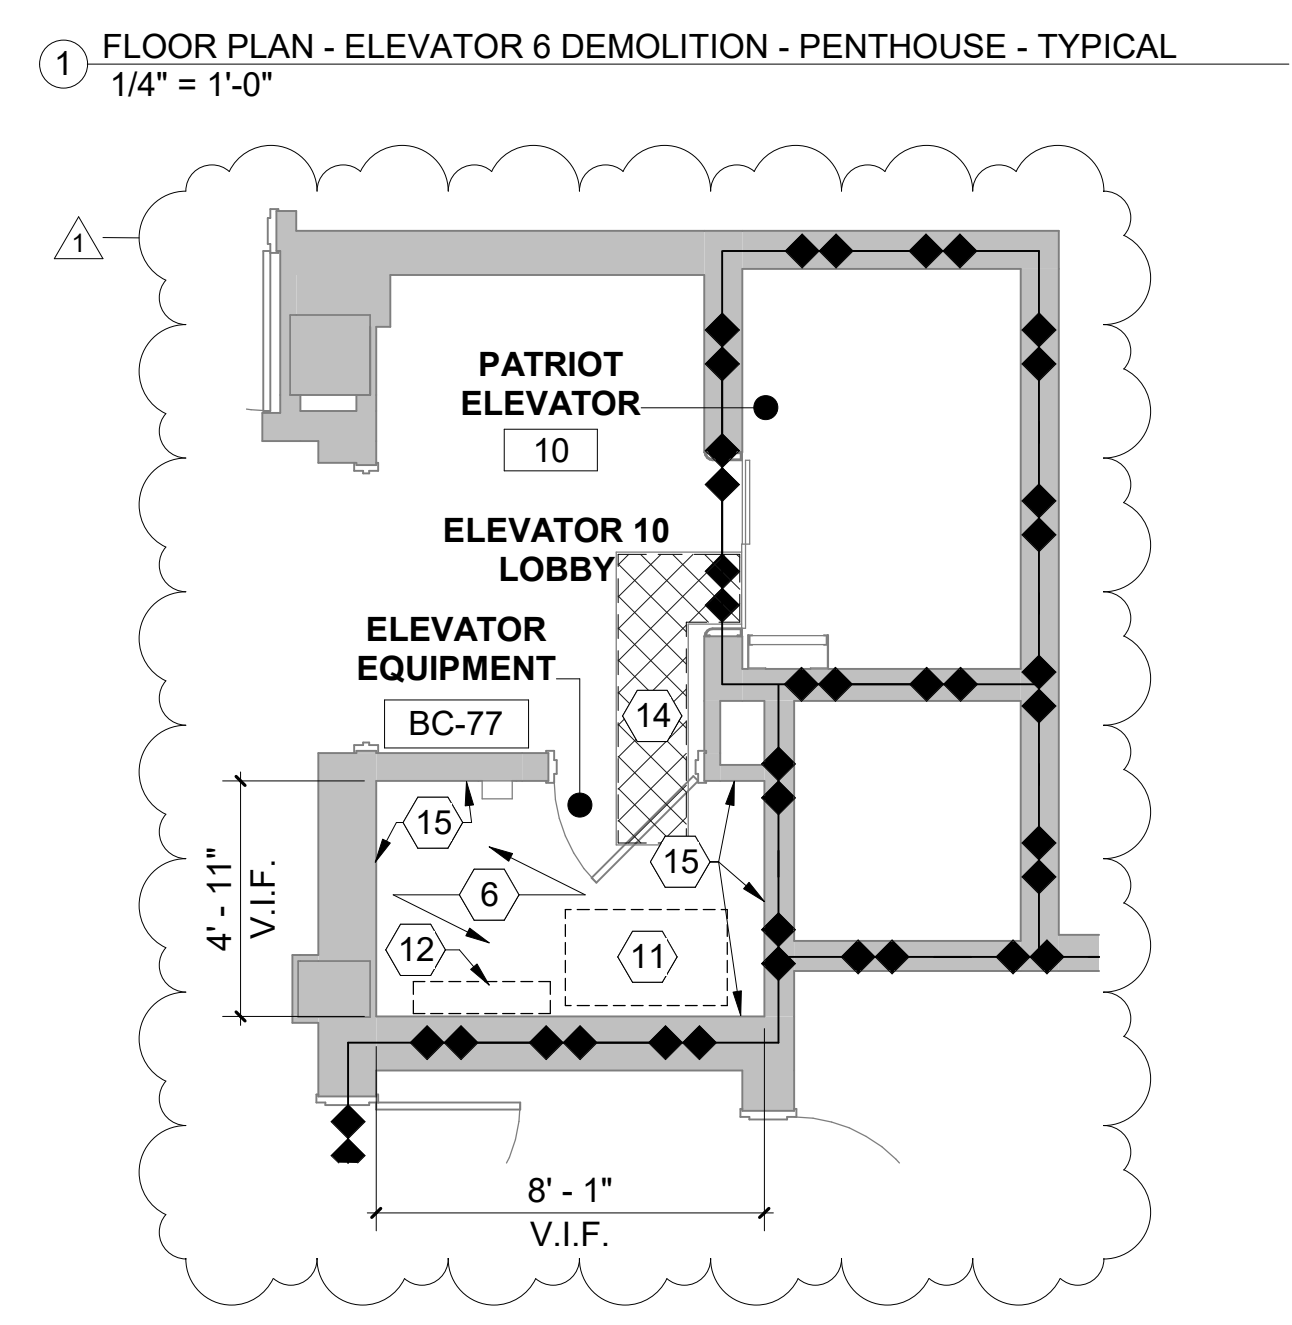 1
FLOOR PLAN - ELEVATOR 6 DEMOLITION - PENTHOUSE - TYPICAL
1/4" = 1'-0"
1
PATRIOT
ELEVATOR
10
ELEVATOR 10
LOBBY
ELEVATOR
EQUIPMENT
BC-77
14
15
15
6
12
11
4' - 11"
V.I.F.
8' - 1"
V.I.F.